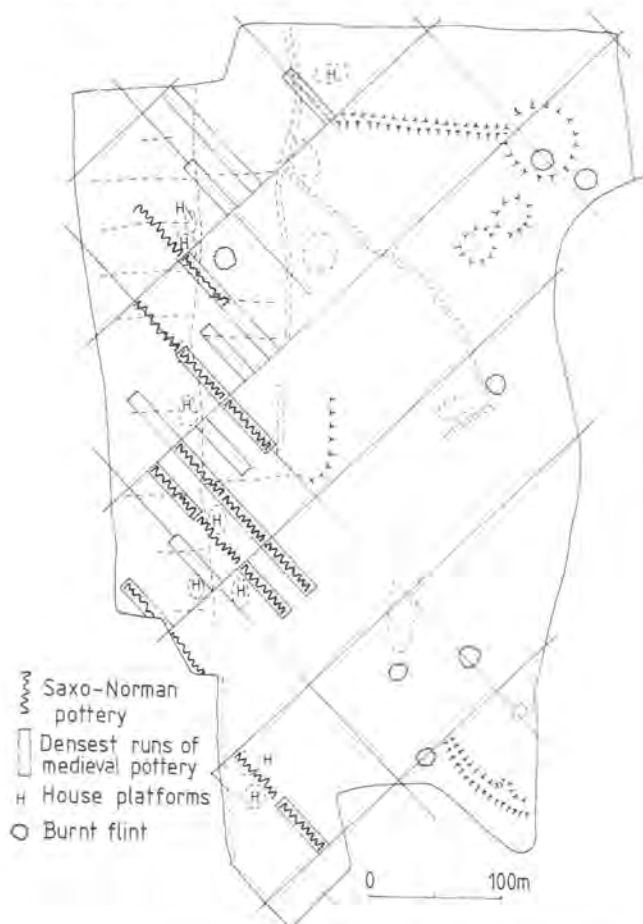 H
H
H
H
H
H
H
H
H
Saxo-Norman
pottery
Densest runs of
medieval pottery
H House platforms
Burnt flint
0 100m